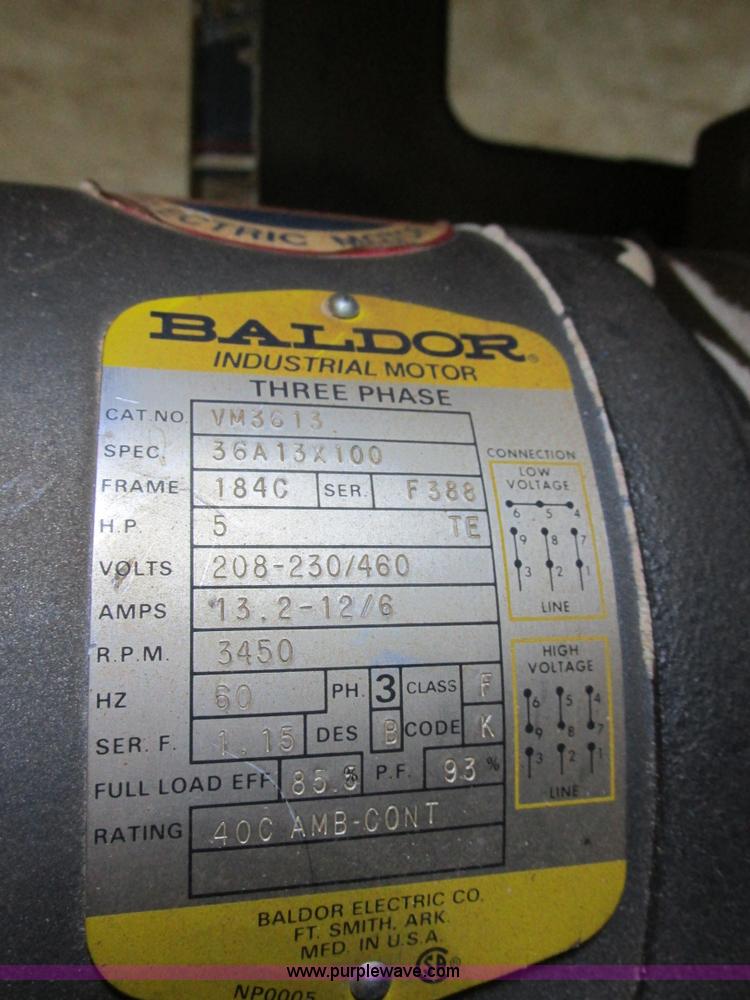 ECTRIC
BALDOR®
INDUSTRIAL MOTOR
THREE PHASE
CAT.NO. VM3613
SPEC. 36A13X100
FRAME 184C SER. F388
H.P. 5 TE
VOLTS 208-230/460
AMPS 13.2-12/6
R.P.M. 3450
HZ 60 PH. 3 CLASS F
SER. F. 1.15 DES B CODE K
FULL LOAD EFF 85.5% P.F. 93%
RATING 40C AMB-CONT
CONNECTION
LOW
VOLTAGE
6 5 4
9 8 7
3 2 1
LINE
HIGH
VOLTAGE
6 5 4
9 8 7
3 2 1
LINE
BALDOR ELECTRIC CO.
FT. SMITH, ARK.
MFD. IN U.S.A.
SA®
NP0005
www.purplewave.com